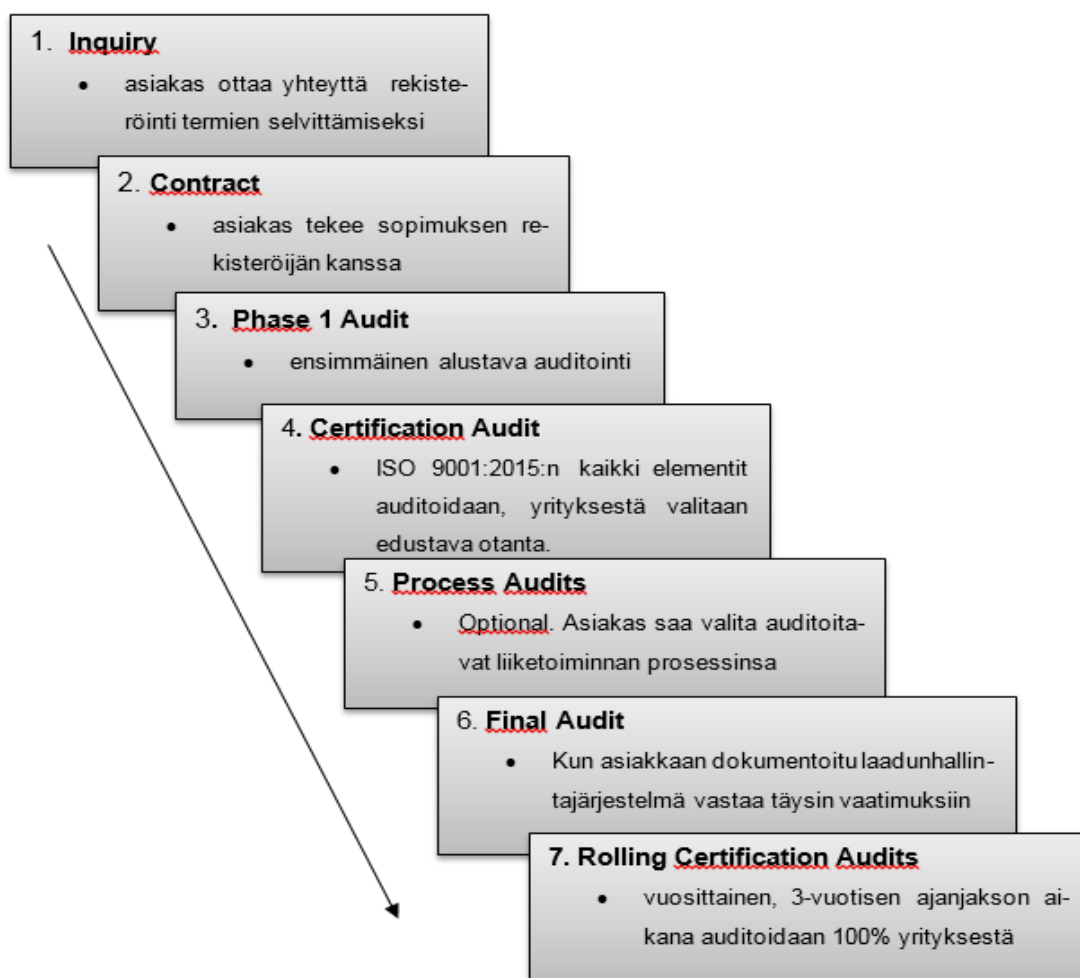 1. Inquiry
• asiakas ottaa yhteyttä rekiste-
röinti termien selvittämiseksi
2. Contract
• asiakas tekee sopimuksen re-
kisteröijän kanssa
3. Phase 1 Audit
• ensimmäinen alustava auditointi
4. Certification Audit
• ISO 9001:2015:n kaikki elementit
auditoidaan, yrityksestä valitaan
edustava otanta.
5. Process Audits
• Optional. Asiakas saa valita auditoita-
vat liiketoiminnan prosessinsa
6. Final Audit
• Kun asiakkaan dokumentoitu laadunhallin-
tajärjestelmä vastaa täysin vaatimuksiin
7. Rolling Certification Audits
• vuosittainen, 3-vuotisen ajanjakson ai-
kana auditoidaan 100% yrityksestä